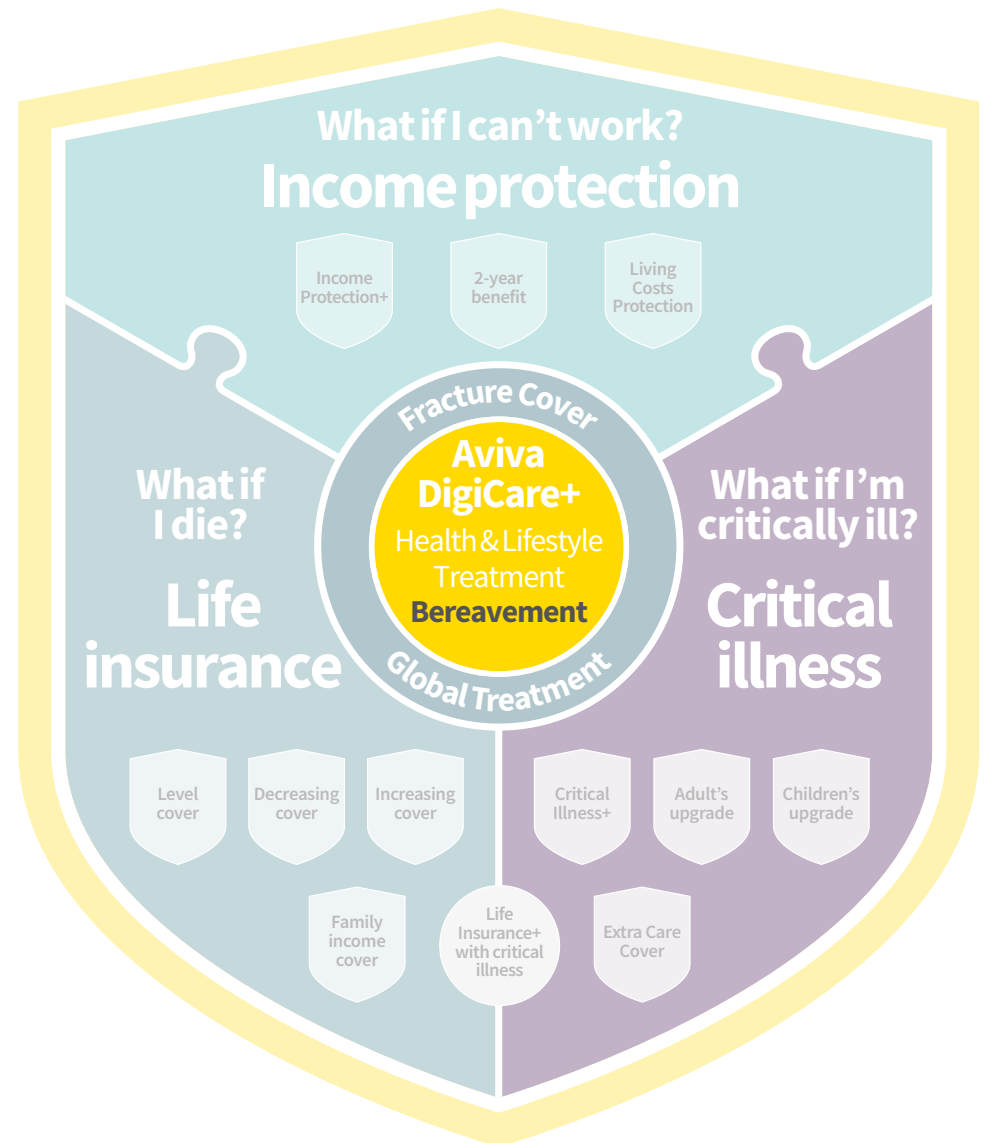 What if I can’t work?
Income protection
Income
Protection+
2-year
benefit
Living
Costs
Protection
Fracture Cover
Aviva
DigiCare+
Health & Lifestyle
Treatment
Bereavement
Global Treatment
What if
I die?
Life
insurance
What if I’m
critically ill?
Critical
illness
Level
cover
Decreasing
cover
Increasing
cover
Critical
Illness+
Adult’s
upgrade
Children’s
upgrade
Family
income
cover
Life
Insurance+
with critical
illness
Extra Care
Cover